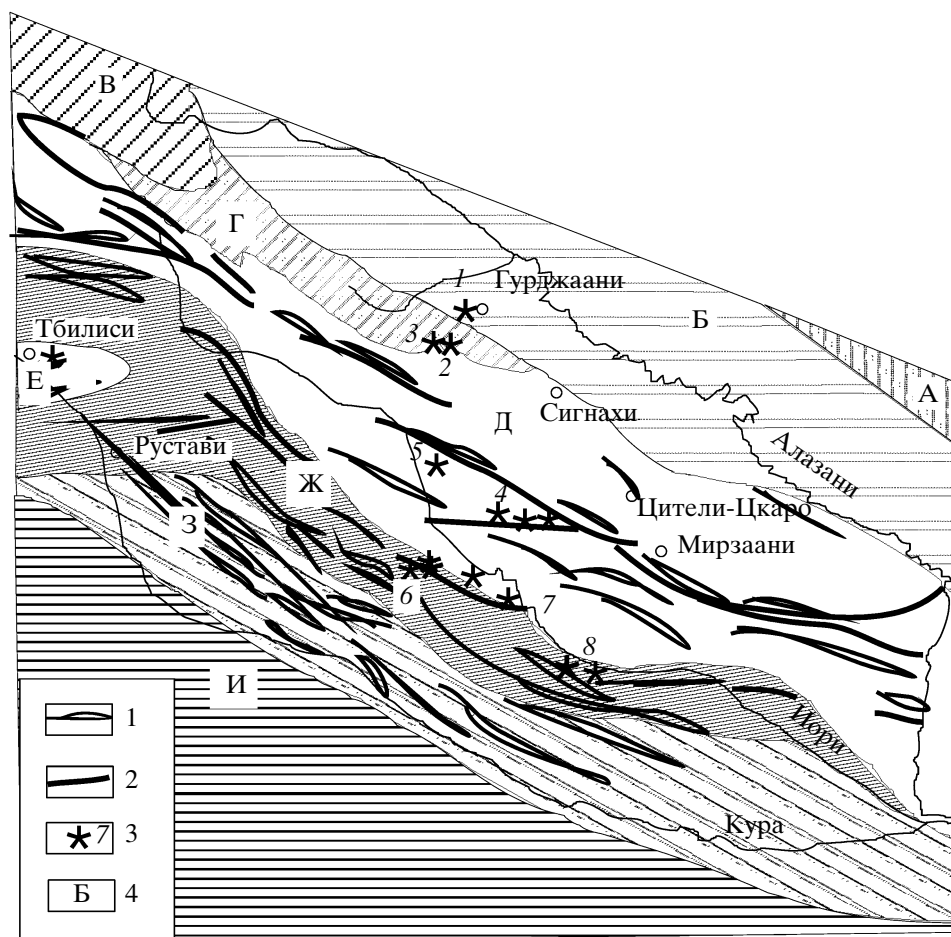 В
Г
1
Гурджаани
Б
3
2
А
Тбилиси
Е
Сигнахи
Д
Рустави
5
Алазани
Ж
4
Цители-Цкаро
З
Мирзаани
6
7
8
И
Иори
Кура
1
2
7 3
Б 4